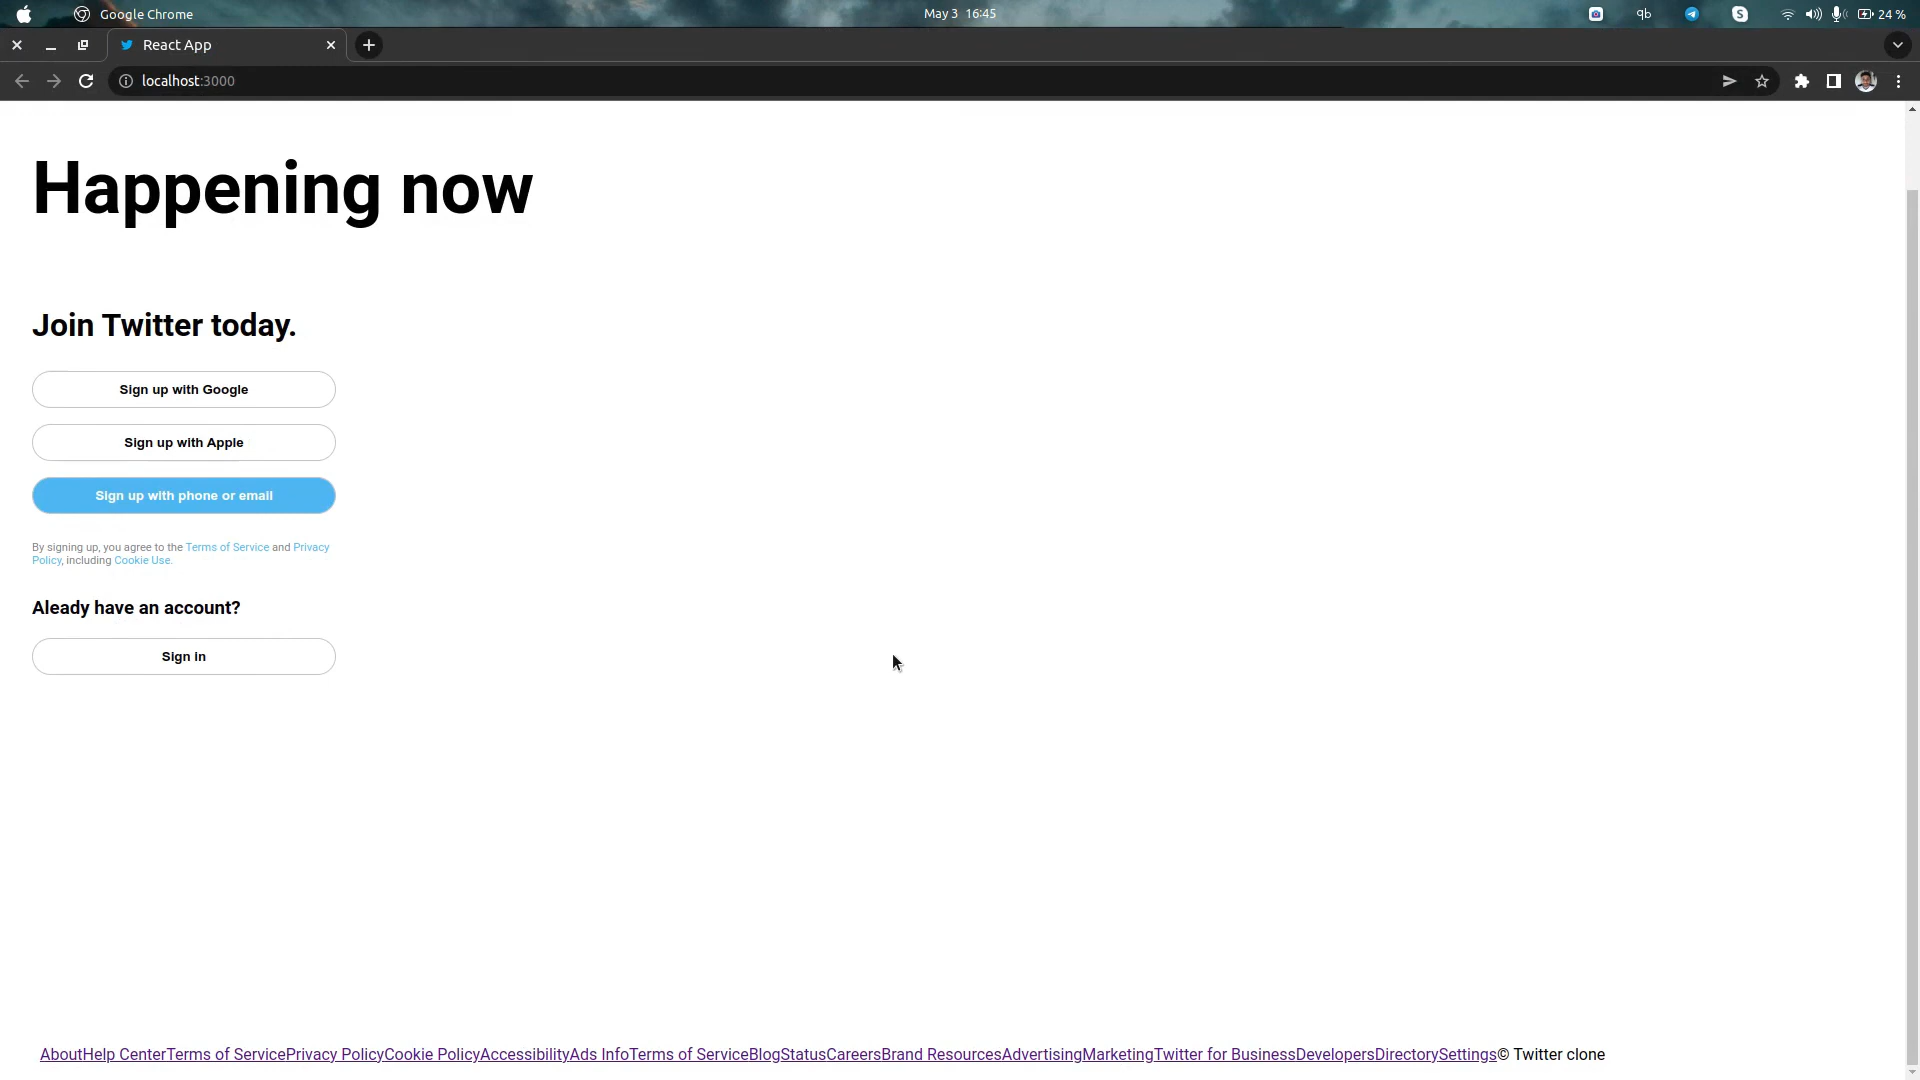 Google Chrome
May 3 16:45
qb
S
24 %
React App
localhost:3000
Happening now
Join Twitter today.
Sign up with Google
Sign up with Apple
Sign up with phone or email
By signing up, you agree to the Terms of Service and Privacy
Policy, including Cookie Use.
Aleady have an account?
Sign in
AboutHelp CenterTerms of ServicePrivacy PolicyCookie PolicyAccessibilityAds InfoTerms of ServiceBlogStatusCareersBrand ResourcesAdvertisingMarketingTwitter for BusinessDevelopersDirectorySettings© Twitter clone